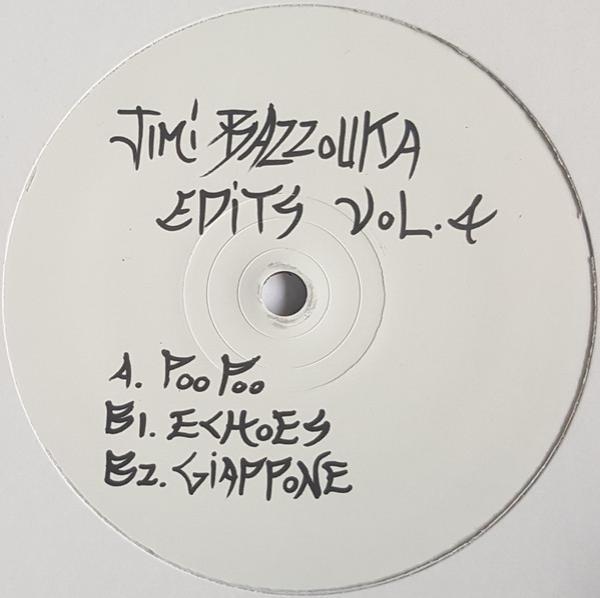 JiMi BAZZOUKA
EDiTS VOL. 4
A. POO POO
B1. ECHOES
B2. GiAPPONE